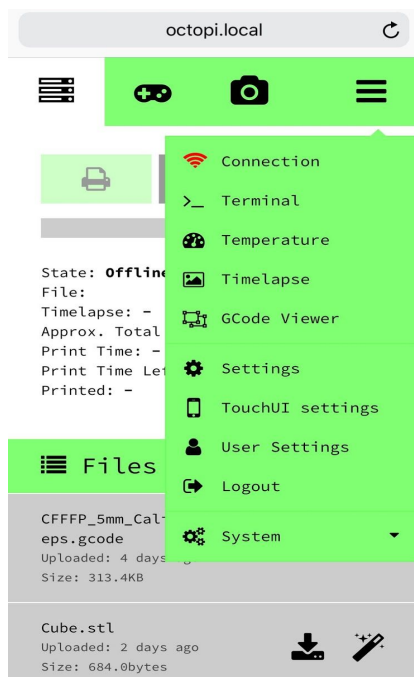 octopi.local
Connection
Terminal
Temperature
Timelapse
GCode Viewer
Settings
TouchUI settings
User Settings
Logout
System
State: Offline
File:
Timelapse: -
Approx. Total
Print Time: -
Print Time
Printed: -
Files
eps.gcode
Uploaded: 4 days
Size: 313.4KB
Cube.stl
Uploaded: 2 days ago
Size: 684.0bytes